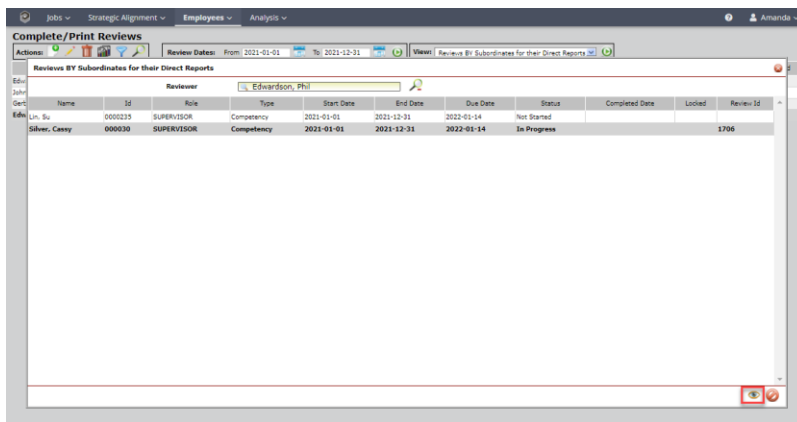 Jobs Strategic Alignment Employees Analysis Amanda
Complete/Print Reviews
Actions: Review Dates: From 2021-01-01 To 2021-12-31 View: Reviews BY Subordinates for their Direct Reports
Reviews BY Subordinates for their Direct Reports
Reviewer Edwardson, Phil
Name Id Role Type Start Date End Date Due Date Status Completed Date Locked Review Id
Lin, Su 0000235 SUPERVISOR Competency 2021-01-01 2021-12-31 2022-01-14 Not Started
Silver, Cassy 000030 SUPERVISOR Competency 2021-01-01 2021-12-31 2022-01-14 In Progress 1706